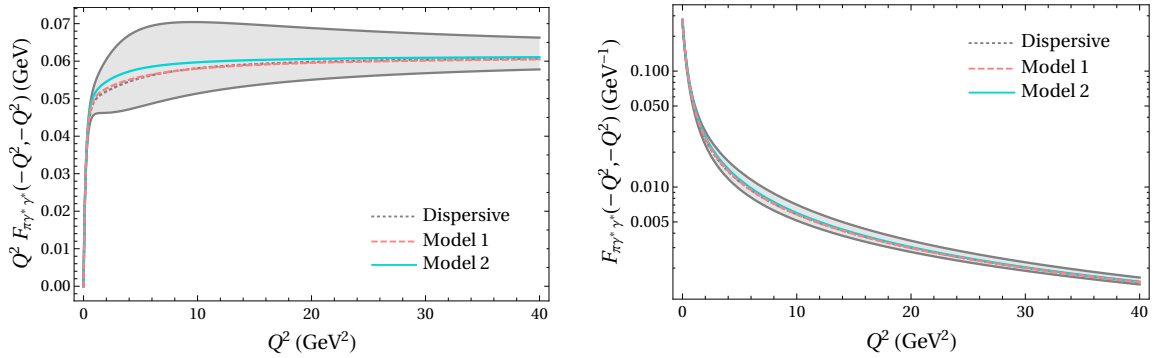 Q² F_{πγ* γ*}(−Q²,−Q²) (GeV)
0.07
0.06
0.05
0.04
0.03
0.02
0.01
0.00
Dispersive
Model 1
Model 2
0 10 20 30 40
Q² (GeV²)
F_{πγ* γ*}(−Q²,−Q²) (GeV⁻¹)
0.100
0.050
0.010
0.005
Dispersive
Model 1
Model 2
0 10 20 30 40
Q² (GeV²)